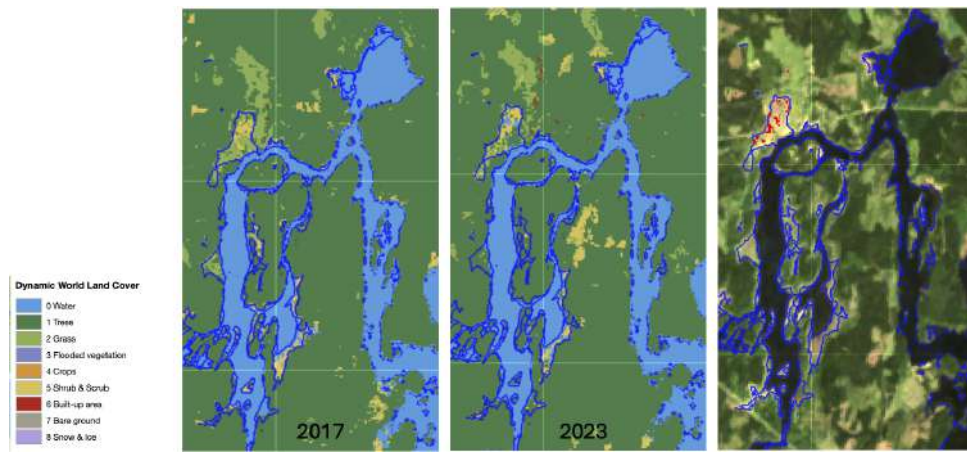 Dynamic World Land Cover
0 Water
1 Trees
2 Grass
3 Flooded vegetation
4 Crops
5 Shrub & Scrub
6 Built-up area
7 Bare ground
8 Snow & Ice
2017
2023